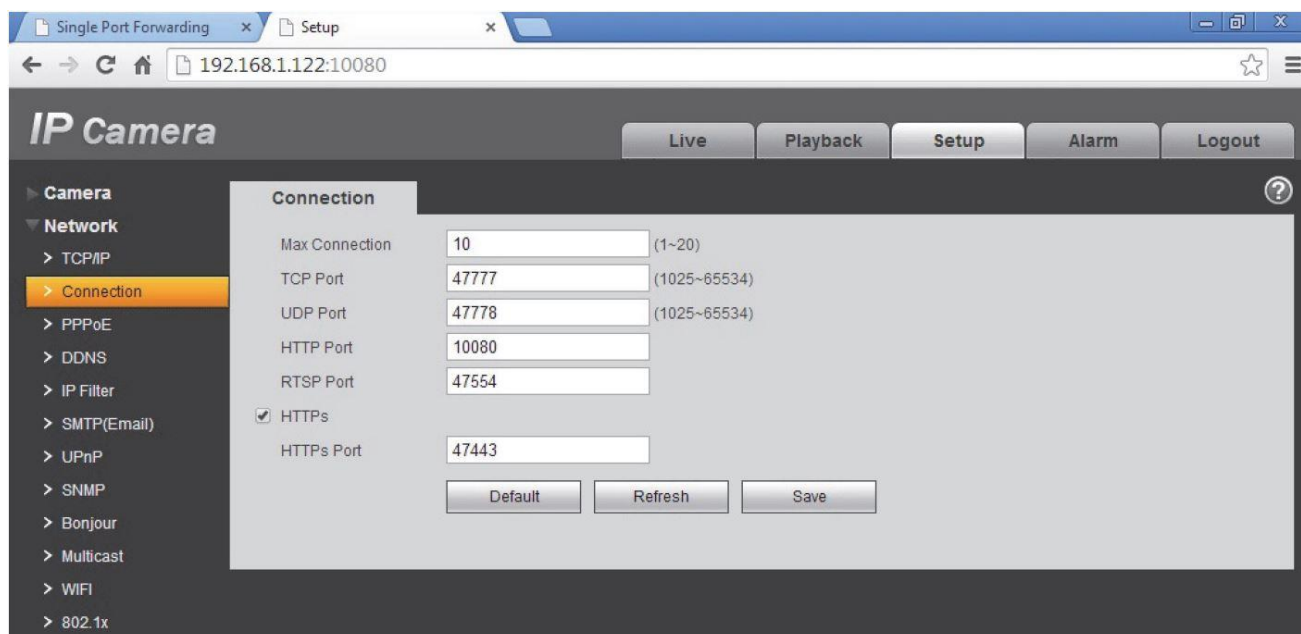 Single Port Forwarding
Setup
192.168.1.122:10080
IP Camera
Live
Playback
Setup
Alarm
Logout
Camera
Network
TCP/IP
Connection
PPPoE
DDNS
IP Filter
SMTP(Email)
UPnP
SNMP
Bonjour
Multicast
WIFI
802.1x
Connection
Max Connection 10 (1~20)
TCP Port 47777 (1025~65534)
UDP Port 47778 (1025~65534)
HTTP Port 10080
RTSP Port 47554
HTTPs
HTTPs Port 47443
Default Refresh Save